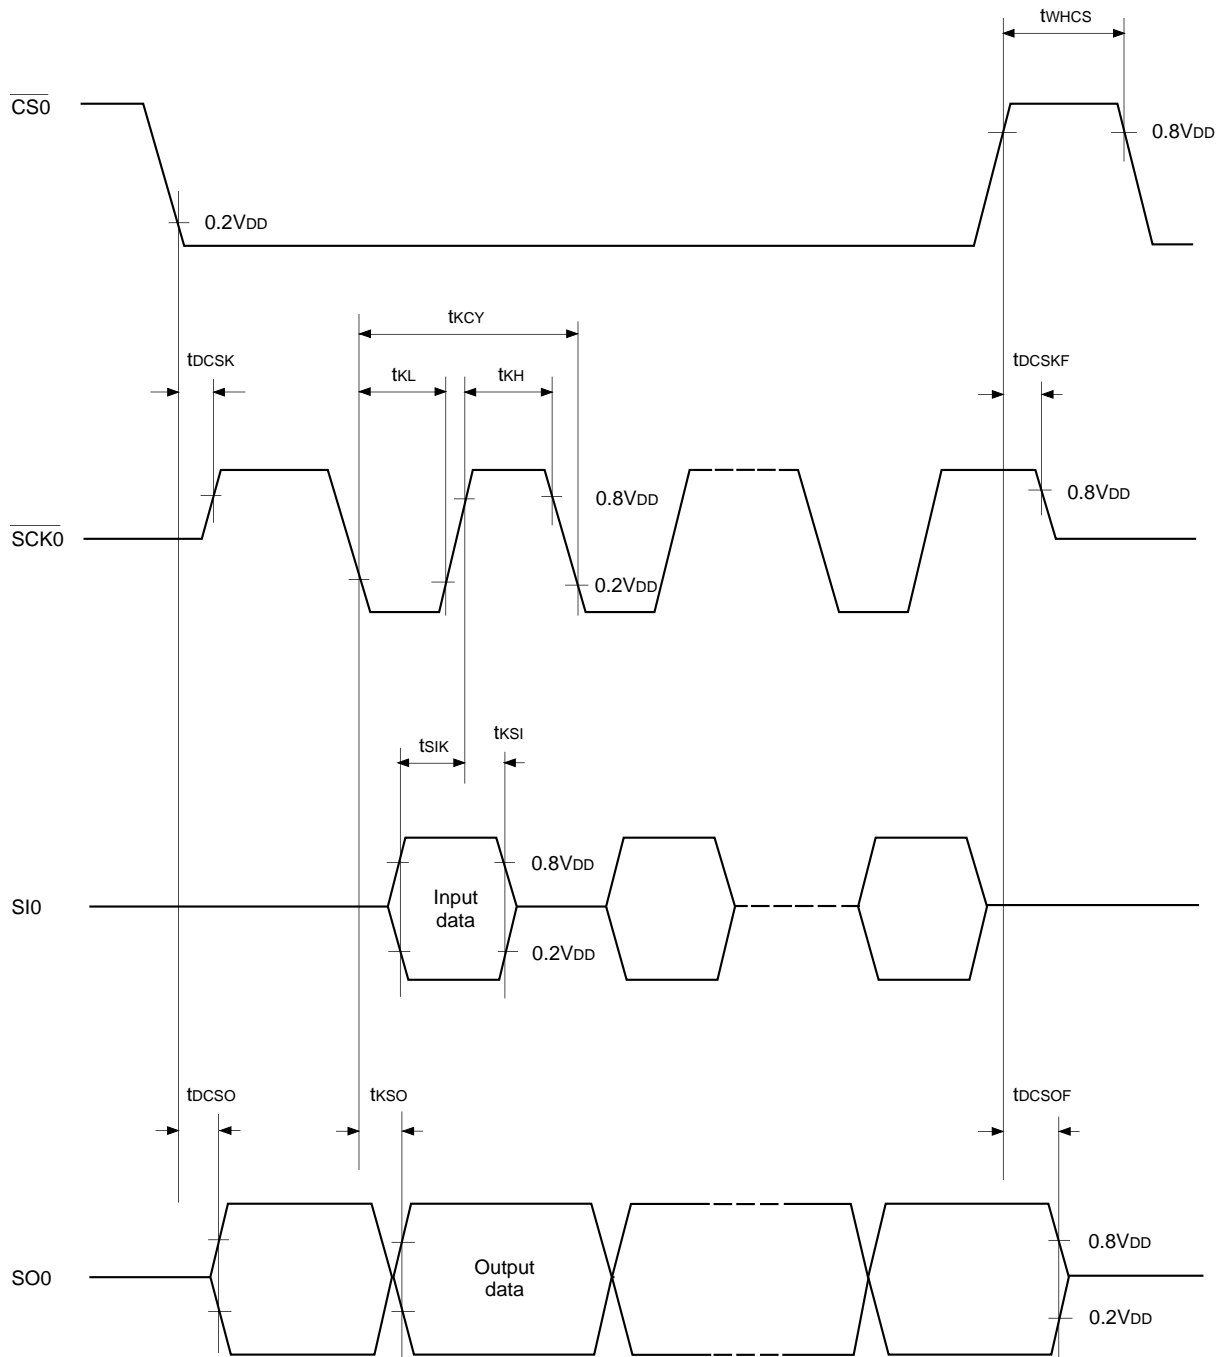 tWHCS
CS0
0.8VDD
0.2VDD
tKCY
tDCSK
tKL
tKH
tDCSKF
0.8VDD
0.8VDD
SCK0
0.2VDD
tSIK
tKSI
0.8VDD
SI0
Input
data
0.2VDD
tDCSO
tKSO
tDCSOF
0.8VDD
SO0
Output
data
0.2VDD